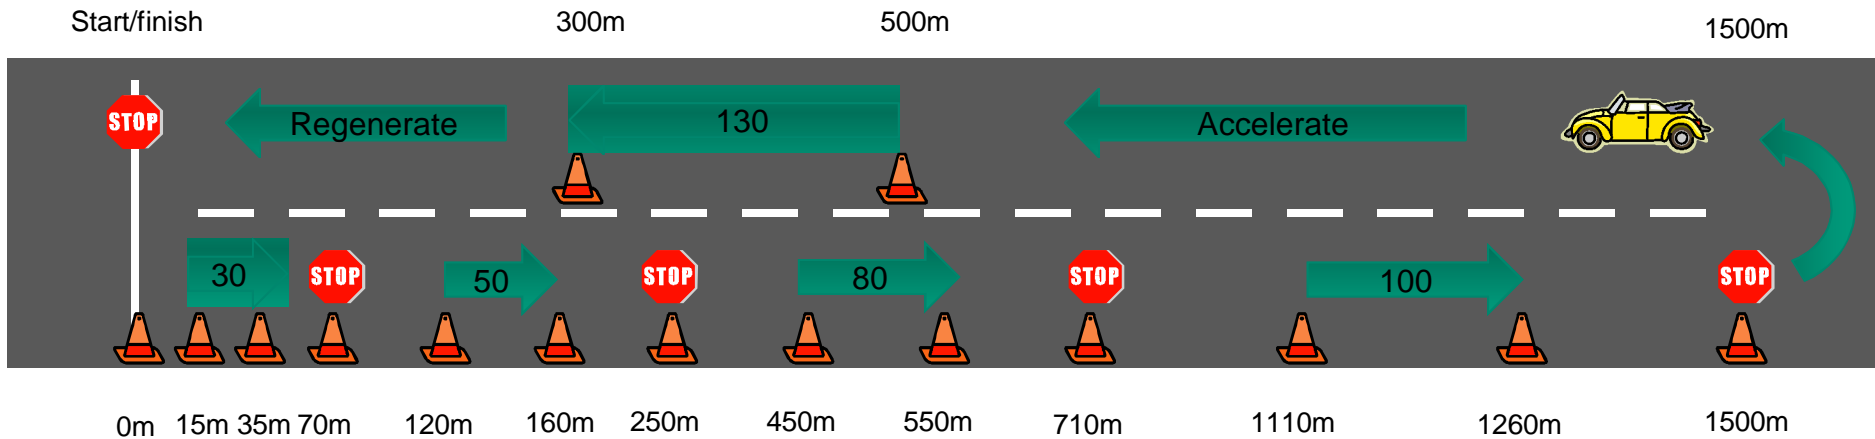 Start/finish 300m 500m 1500m
STOP Regenerate 130 Accelerate
30 STOP 50 STOP 80 STOP 100 STOP
0m 15m 35m 70m 120m 160m 250m 450m 550m 710m 1110m 1260m 1500m